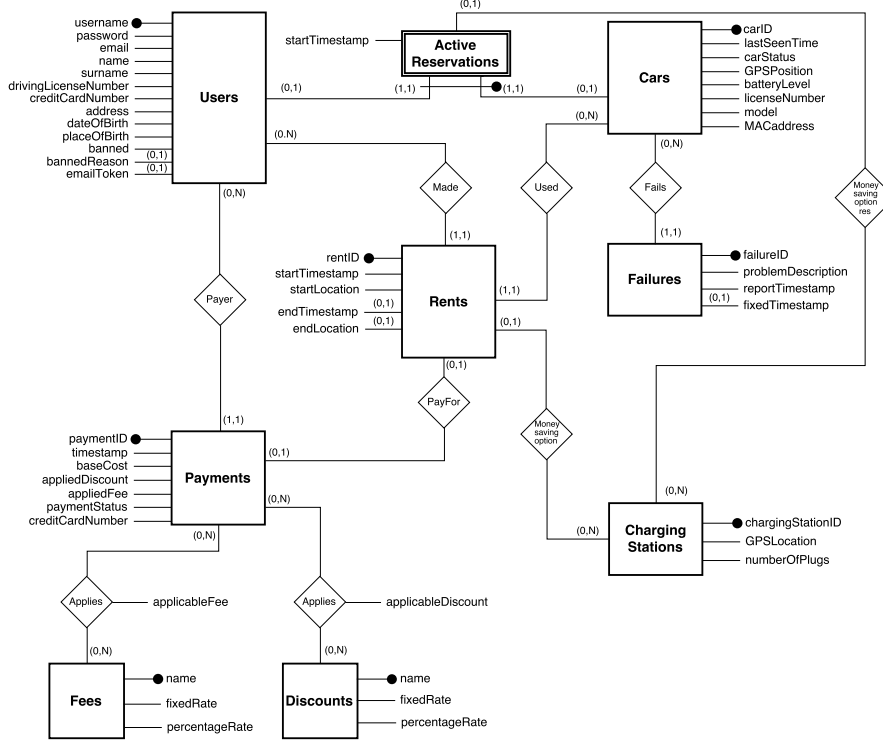 username
password
email
name
surname
drivingLicenseNumber
creditCardNumber
address
dateOfBirth
placeOfBirth
banned
bannedReason
(0,1)
emailToken
(0,1)
Users
(0,1)
(0.N)
(0,N)
startTimestamp
Active
Reservations
(0,1)
(1,1)
(1,1)
(0,1)
(0,N)
Cars
carID
lastSeenTime
carStatus
GPSPosition
batteryLevel
licenseNumber
model
MACaddress
(0,N)
Made
Used
Fails
Money
saving
option
res
(1,1)
(1,1)
rentID
startTimestamp
startLocation
endTimestamp
(0,1)
endLocation
(0,1)
Rents
(1,1)
(0,1)
(0,1)
Failures
failureID
problemDescription
reportTimestamp
fixedTimestamp
(0,1)
Payer
PayFor
Money
saving
option
(1,1)
paymentID
timestamp
baseCost
appliedDiscount
appliedFee
paymentStatus
creditCardNumber
Payments
(0,1)
(0,N)
(0,N)
(0,N)
(0,N)
Charging
Stations
chargingStationID
GPSLocation
numberOfPlugs
Applies
applicableFee
Applies
applicableDiscount
(0,N)
(0,N)
Fees
name
fixedRate
percentageRate
Discounts
name
fixedRate
percentageRate